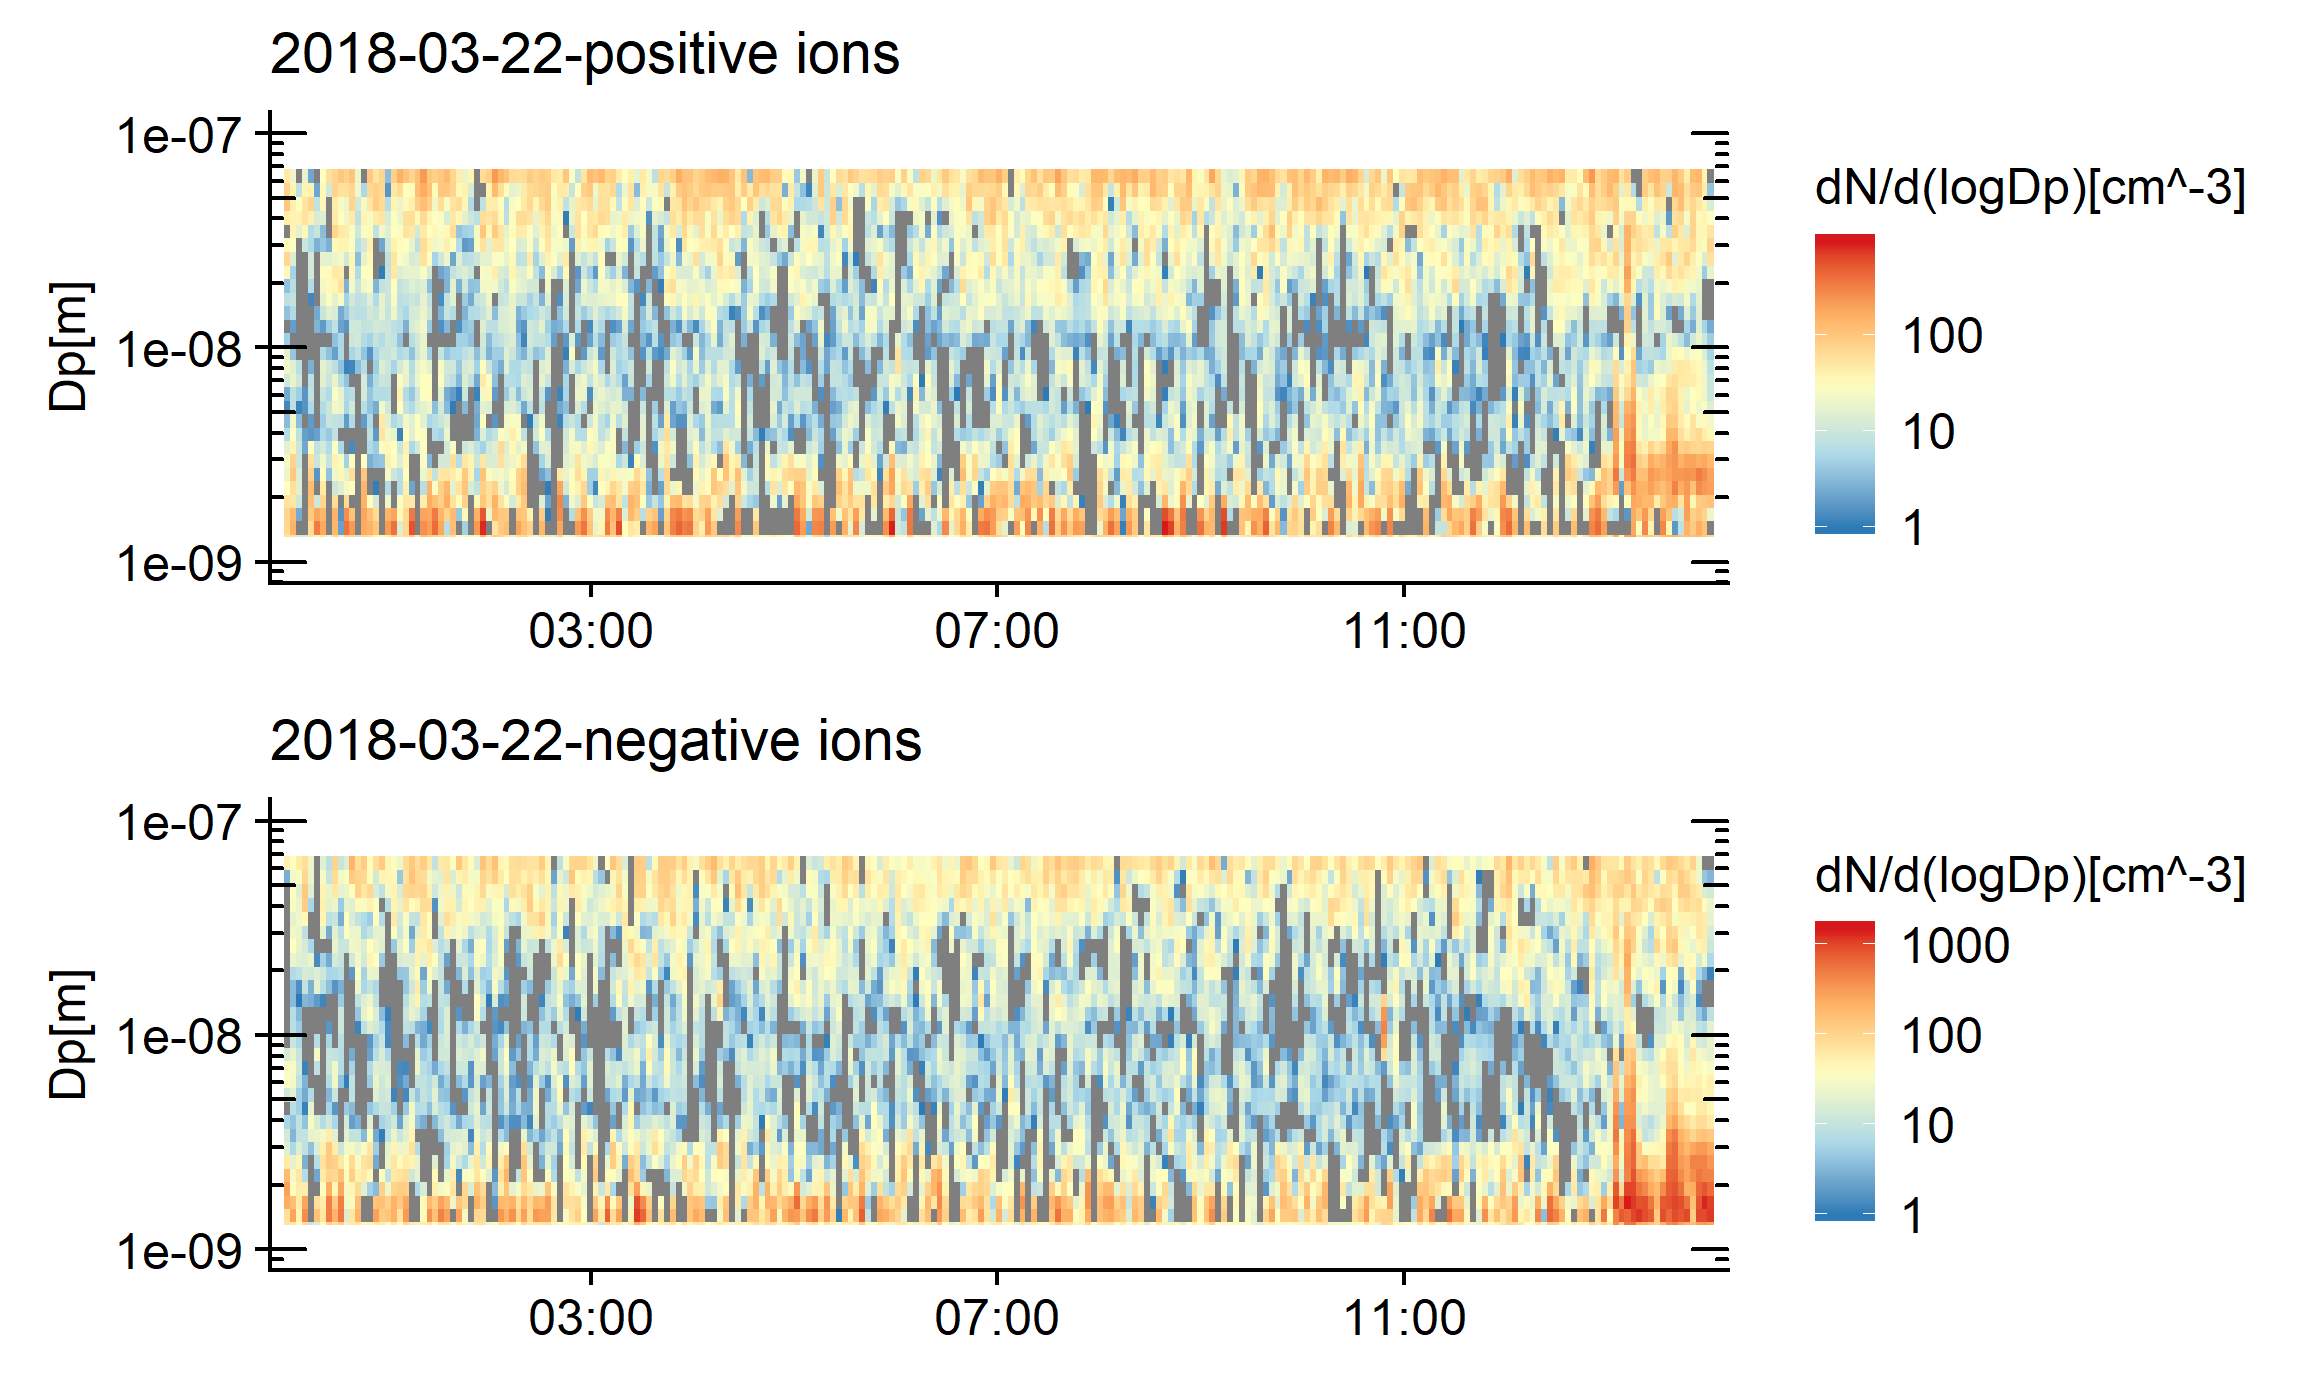 2018-03-22-positive ions
1e-07
1e-08
1e-09
Dp[m]
03:00 07:00 11:00
dN/d(logDp)[cm^-3]
100
10
1
2018-03-22-negative ions
1e-07
1e-08
1e-09
Dp[m]
03:00 07:00 11:00
dN/d(logDp)[cm^-3]
1000
100
10
1